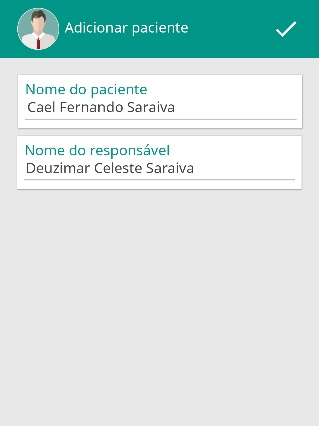 Adicionar paciente
Nome do paciente
Cael Fernando Saraiva
Nome do responsável
Deuzimar Celeste Saraiva